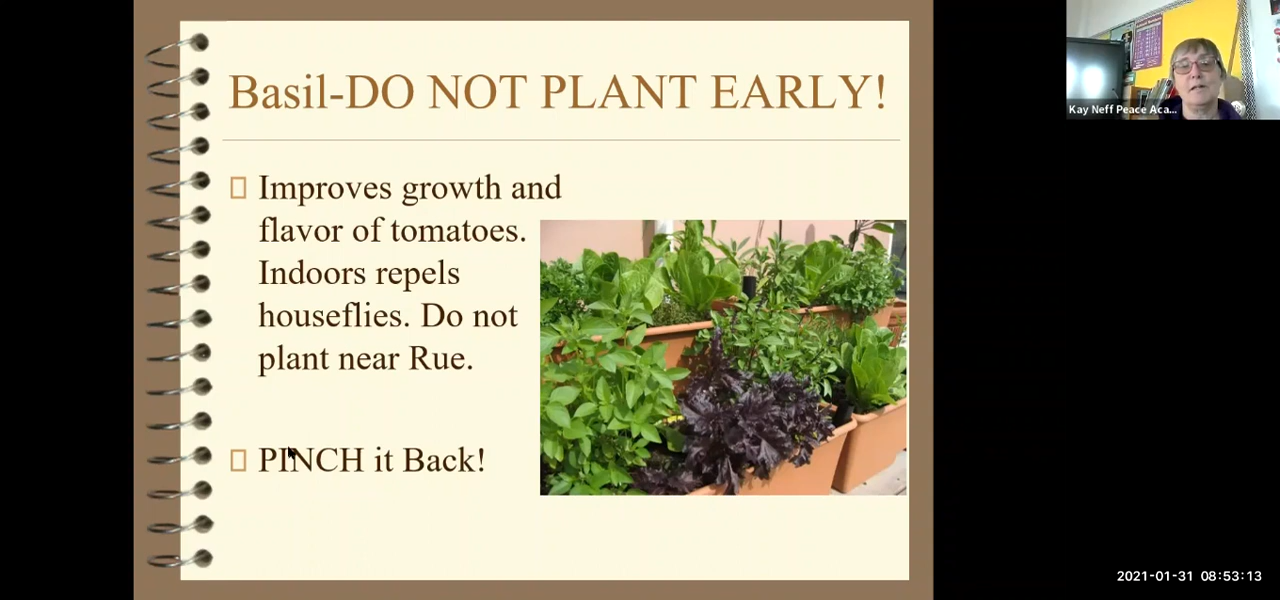 Basil-DO NOT PLANT EARLY!
Improves growth and
flavor of tomatoes.
Indoors repels
houseflies. Do not
plant near Rue.
PINCH it Back!
Kay Neff Peace Aca...
2021-01-31 08:53:13